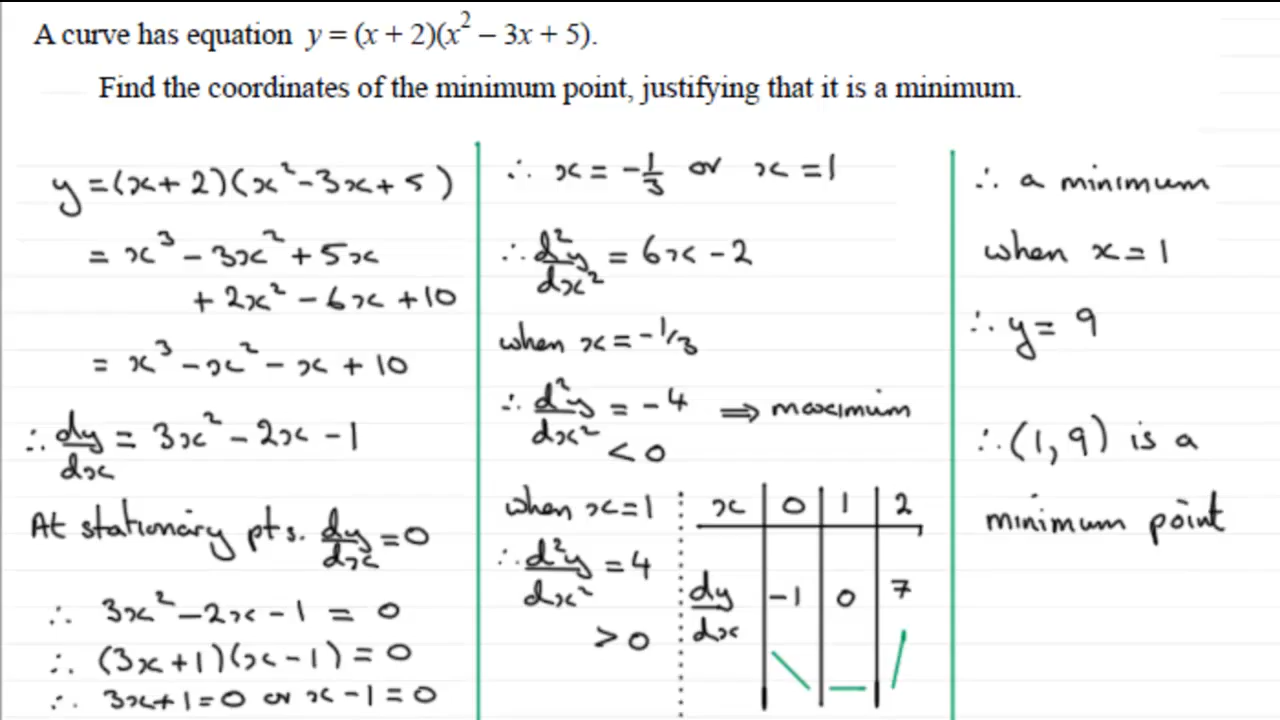 A curve has equation y = (x + 2)(x² – 3x + 5).
Find the coordinates of the minimum point, justifying that it is a minimum.
y = (x + 2)(x² - 3x + 5)
= x³ - 3x² + 5x
+ 2x² - 6x + 10
= x³ - x² - x + 10
∴ dy/dx = 3x² - 2x - 1
At stationary pts. dy/dx = 0
∴ 3x² - 2x - 1 = 0
∴ (3x + 1)(x - 1) = 0
∴ 3x + 1 = 0 or x - 1 = 0
∴ x = -1/3 or x = 1
∴ d²y/dx² = 6x - 2
when x = -1/3
∴ d²y/dx² = -4 ⇒ maximum
< 0
when x = 1
∴ d²y/dx² = 4
> 0
x 0 1 2
dy/dx -1 0 7
∴ a minimum
when x = 1
∴ y = 9
∴ (1, 9) is a
minimum point